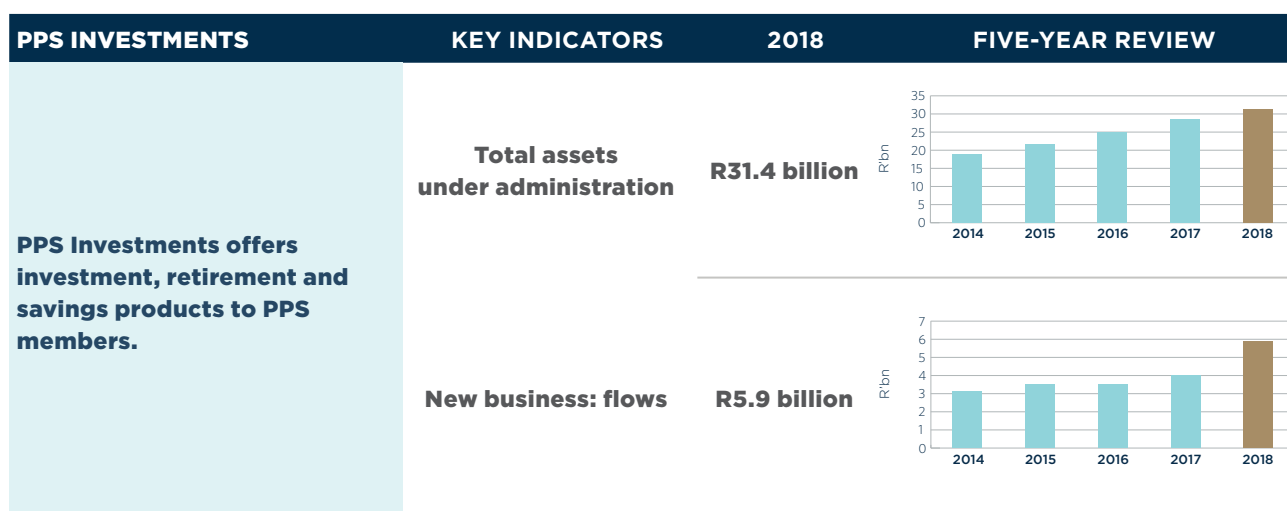 PPS INVESTMENTS
KEY INDICATORS
2018
FIVE-YEAR REVIEW
PPS Investments offers
investment, retirement and
savings products to PPS
members.
Total assets
under administration
R31.4 billion
R'bn
35
30
25
20
15
10
5
0
2014 2015 2016 2017 2018
New business: flows
R5.9 billion
R'bn
7
6
5
4
3
2
1
0
2014 2015 2016 2017 2018